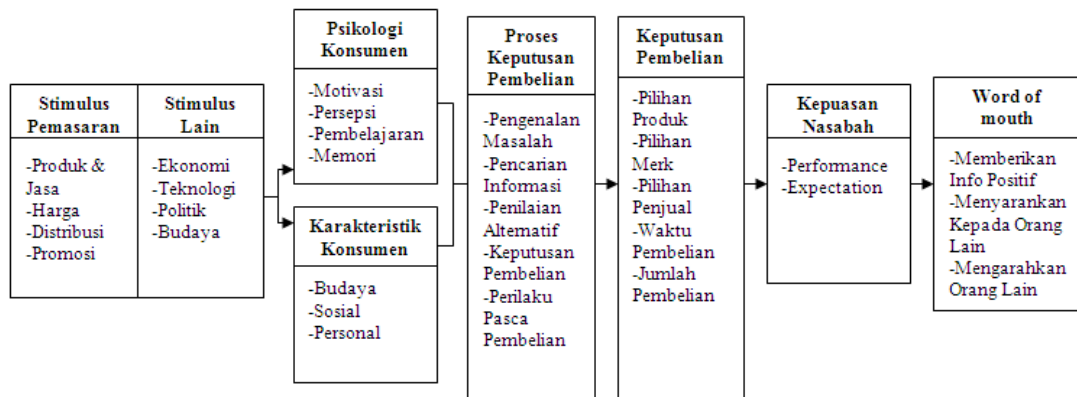 Stimulus
Pemasaran
-Produk &
Jasa
-Harga
-Distribusi
-Promosi
Stimulus
Lain
-Ekonomi
-Teknologi
-Politik
-Budaya
Psikologi
Konsumen
-Motivasi
-Persepsi
-Pembelajaran
-Memori
Karakteristik
Konsumen
-Budaya
-Sosial
-Personal
Proses
Keputusan
Pembelian
-Pengenalan
Masalah
-Pencarian
Informasi
-Penilaian
Alternatif
-Keputusan
Pembelian
-Perilaku
Pasca
Pembelian
Keputusan
Pembelian
-Pilihan
Produk
-Pilihan
Merk
-Pilihan
Penjual
-Waktu
Pembelian
-Jumlah
Pembelian
Kepuasan
Nasabah
-Performance
-Expectation
Word of
mouth
-Memberikan
Info Positif
-Menyarankan
Kepada Orang
Lain
-Mengarahkan
Orang Lain